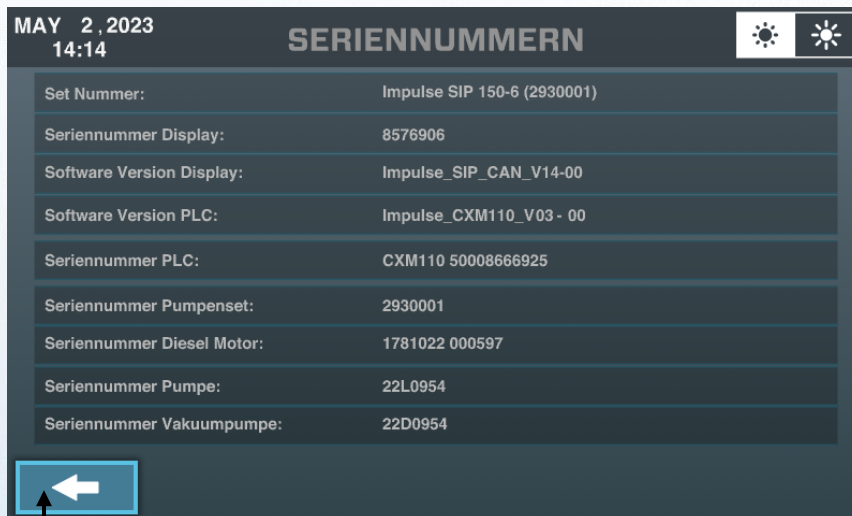 MAY 2,2023
14:14
SERIENNUMMERN
Set Nummer: Impulse SIP 150-6 (2930001)
Seriennummer Display: 8576906
Software Version Display: Impulse_SIP_CAN_V14-00
Software Version PLC: Impulse_CXM110_V03- 00
Seriennummer PLC: CXM110 50008666925
Seriennummer Pumpenset: 2930001
Seriennummer Diesel Motor: 1781022 000597
Seriennummer Pumpe: 22L0954
Seriennummer Vakuumpumpe: 22D0954